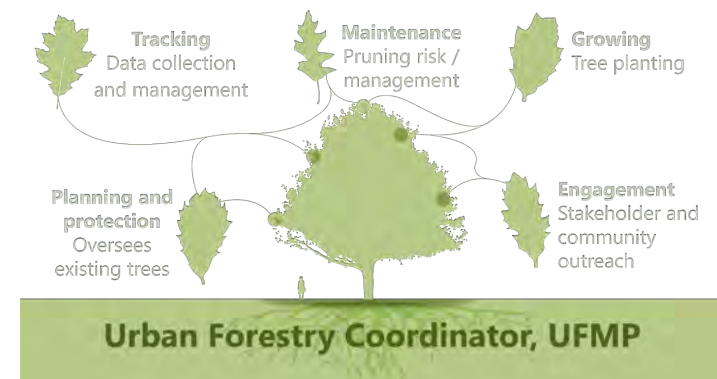 Tracking
Data collection
and management
Maintenance
Pruning risk /
management
Growing
Tree planting
Planning and
protection
Oversees
existing trees
Engagement
Stakeholder and
community
outreach
Urban Forestry Coordinator, UFMP